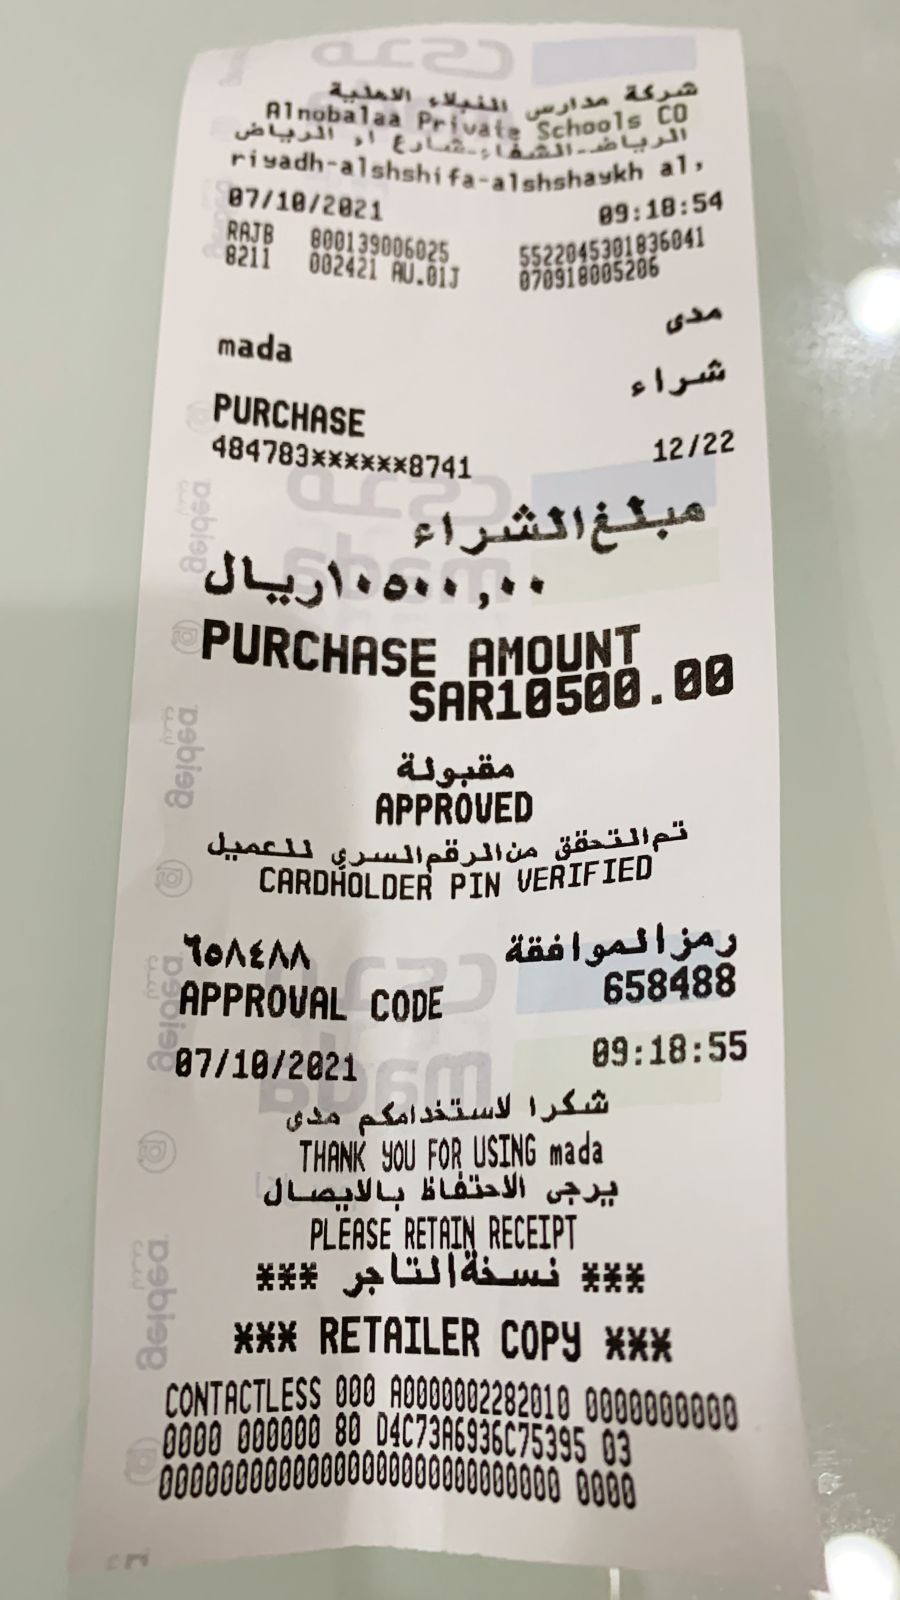 شركة مدارس النبلاء الاهلية
Alnobalaa Private Schools CO
الرياض-الشفاء-شارع ا، الرياض
riyadh-alshshifa-alshshaykh al,
07/10/2021 09:18:54
RAJB 800139006025 5522045301836041
8211 002421 AU.01J 070918005206
مدى
mada
شراء
PURCHASE
484783******8741 12/22
مبلغ الشراء
١٠٥٠٠,٠٠ ريال
PURCHASE AMOUNT
SAR10500.00
مقبولة
APPROVED
تم التحقق من الرقم السري للعميل
CARDHOLDER PIN VERIFIED
رمز الموافقة ٦٥٨٤٨٨
APPROVAL CODE 658488
07/10/2021 09:18:55
شكرا لاستخدامكم مدى
THANK YOU FOR USING mada
يرجى الاحتفاظ بالايصال
PLEASE RETAIN RECEIPT
*** نسخة التاجر ***
*** RETAILER COPY ***
CONTACTLESS 000 A0000002282010 0000000000
0000 000000 80 D4C73A6936C75395 03